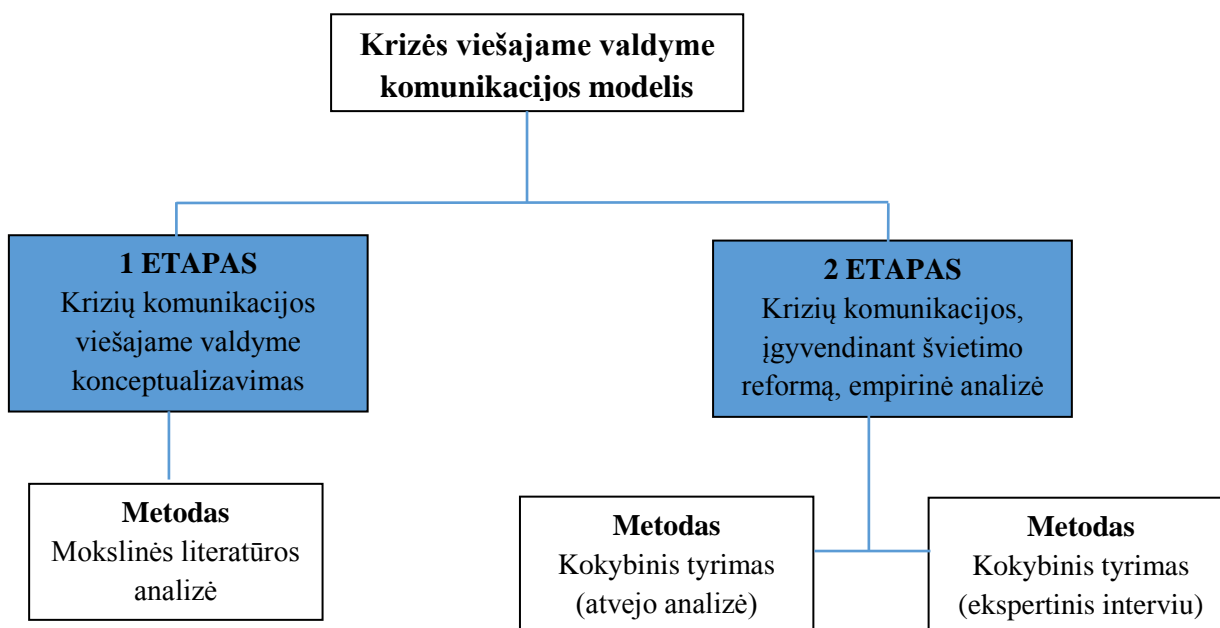 Krizės viešajame valdyme
komunikacijos modelis
1 ETAPAS
Krizių komunikacijos
viešajame valdyme
konceptualizavimas
2 ETAPAS
Krizių komunikacijos,
įgyvendinant švietimo
reformą, empirinė analizė
Metodas
Mokslinės literatūros
analizė
Metodas
Kokybinis tyrimas
(atvejo analizė)
Metodas
Kokybinis tyrimas
(ekspertinis interviu)